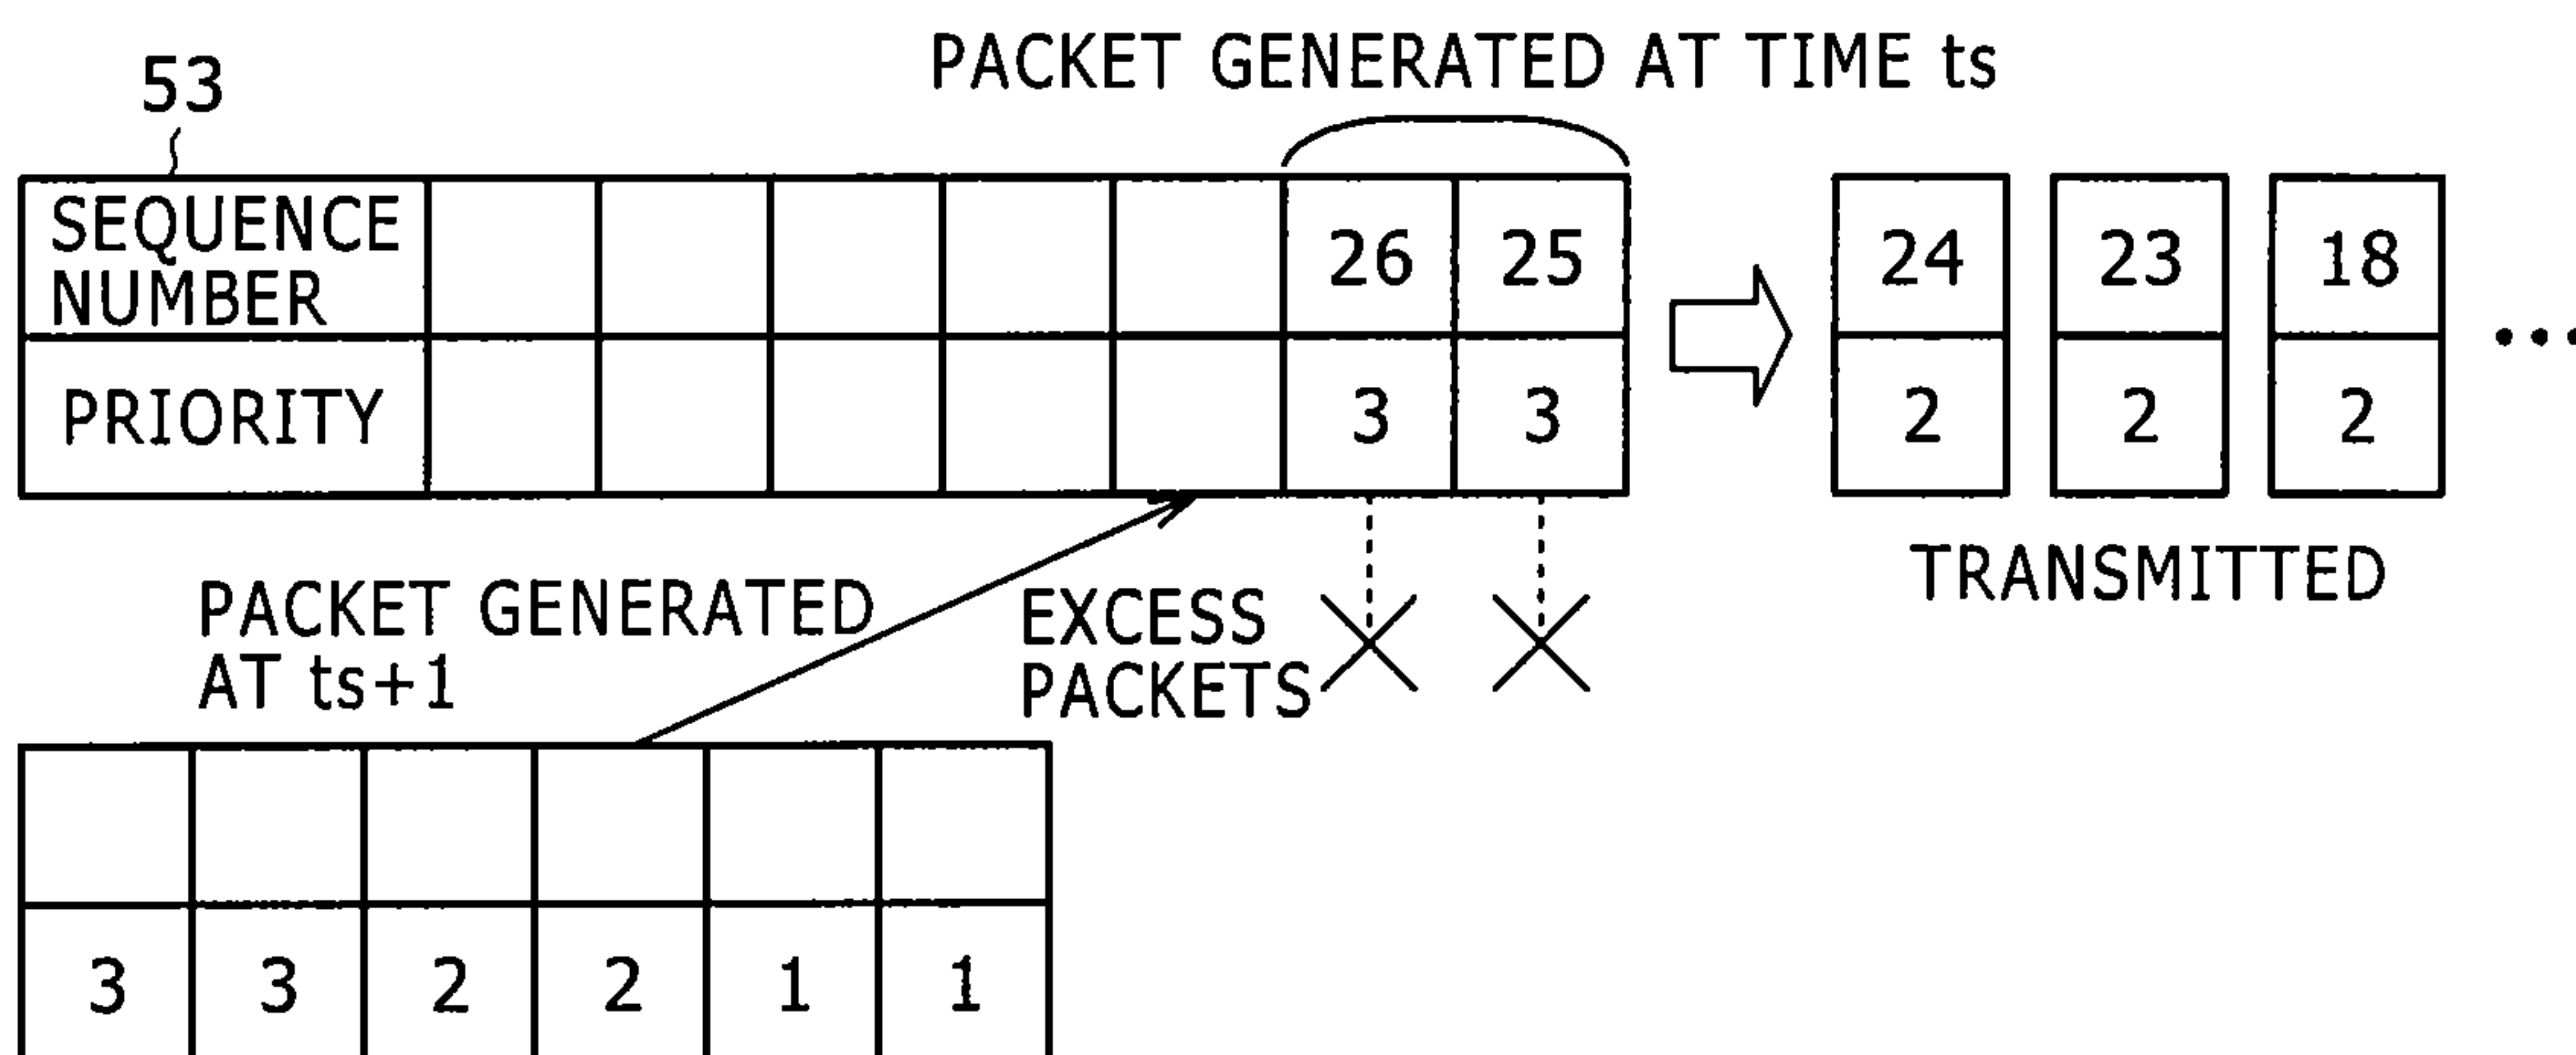 PACKET GENERATED AT TIME ts
53
SEQUENCE
NUMBER
26 25 24 23 18
PRIORITY 3 3 2 2 2 ...
TRANSMITTED
PACKET GENERATED
AT ts+1
EXCESS
PACKETS
3 3 2 2 1 1